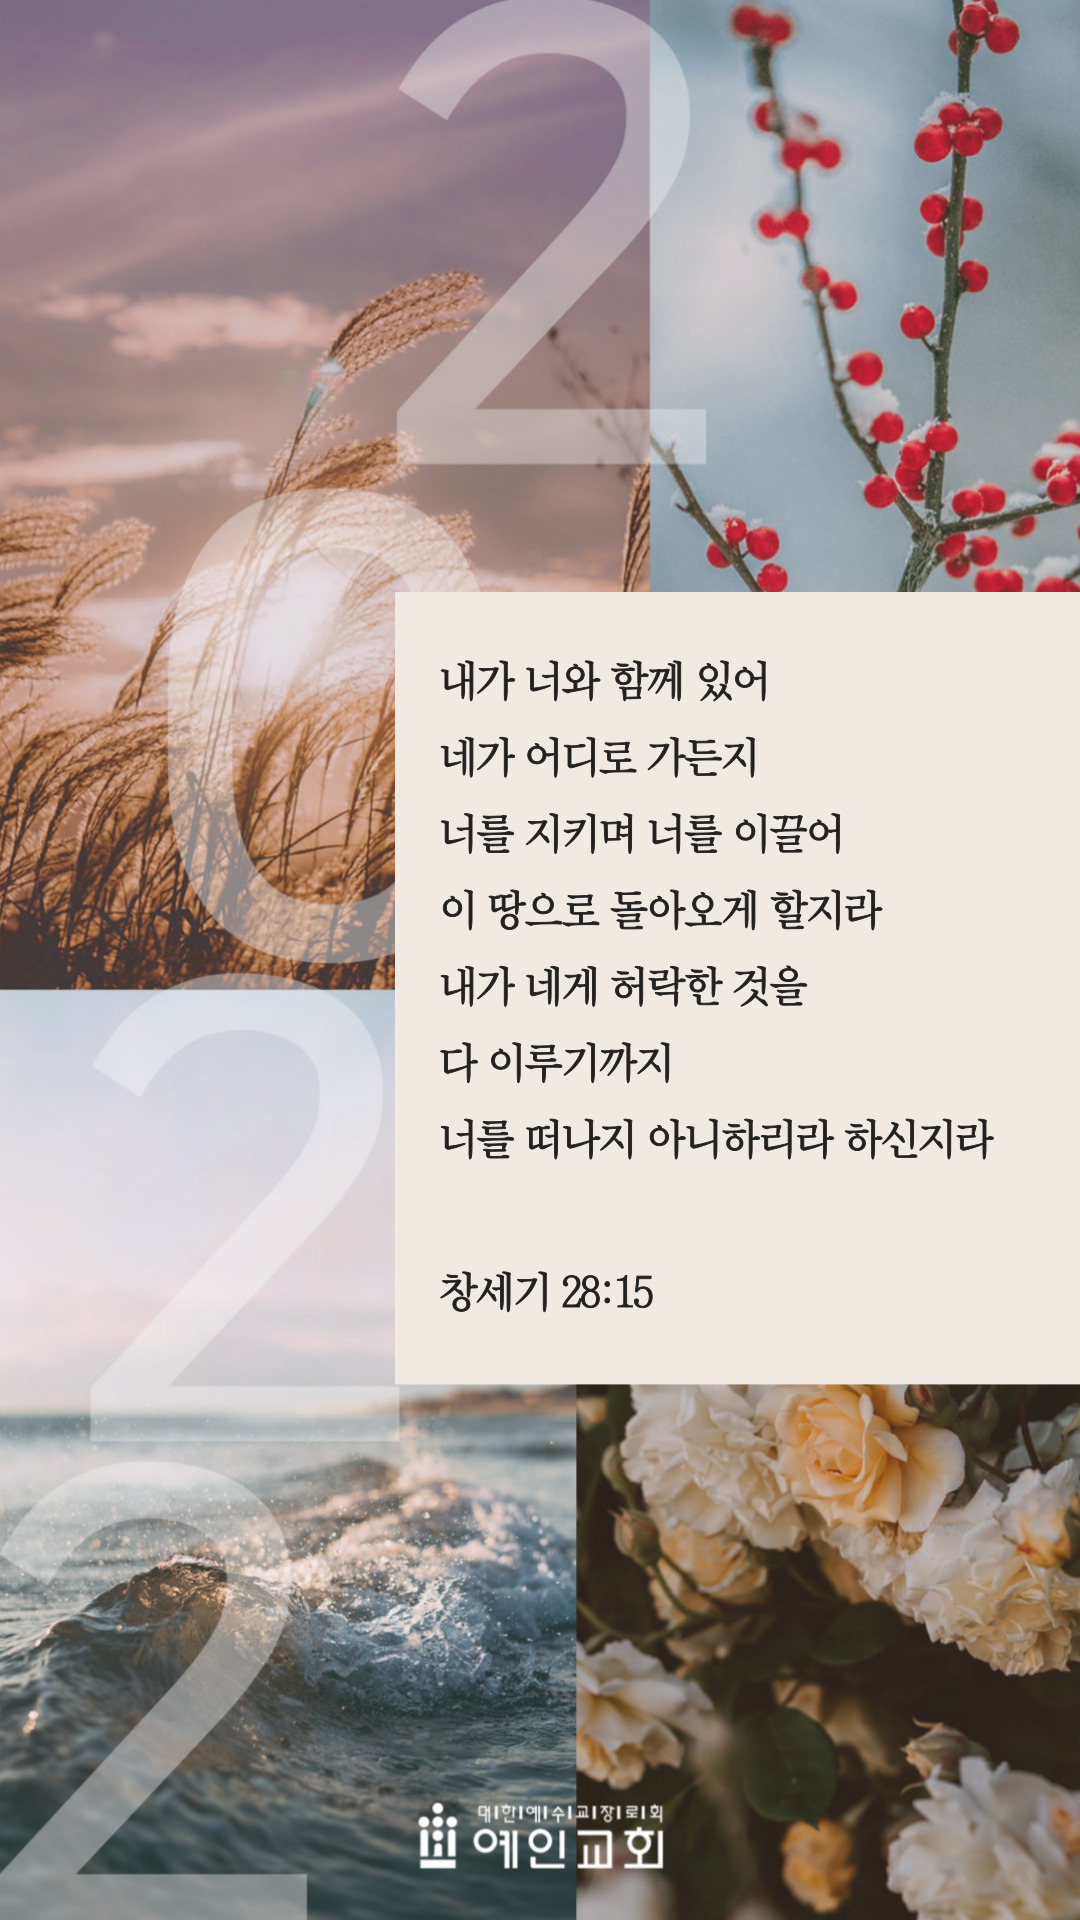 2
0
2
2
내가 너와 함께 있어
네가 어디로 가든지
너를 지키며 너를 이끌어
이 땅으로 돌아오게 할지라
내가 네게 허락한 것을
다 이루기까지
너를 떠나지 아니하리라 하신지라
창세기 28:15
대한예수교장로회
예인교회